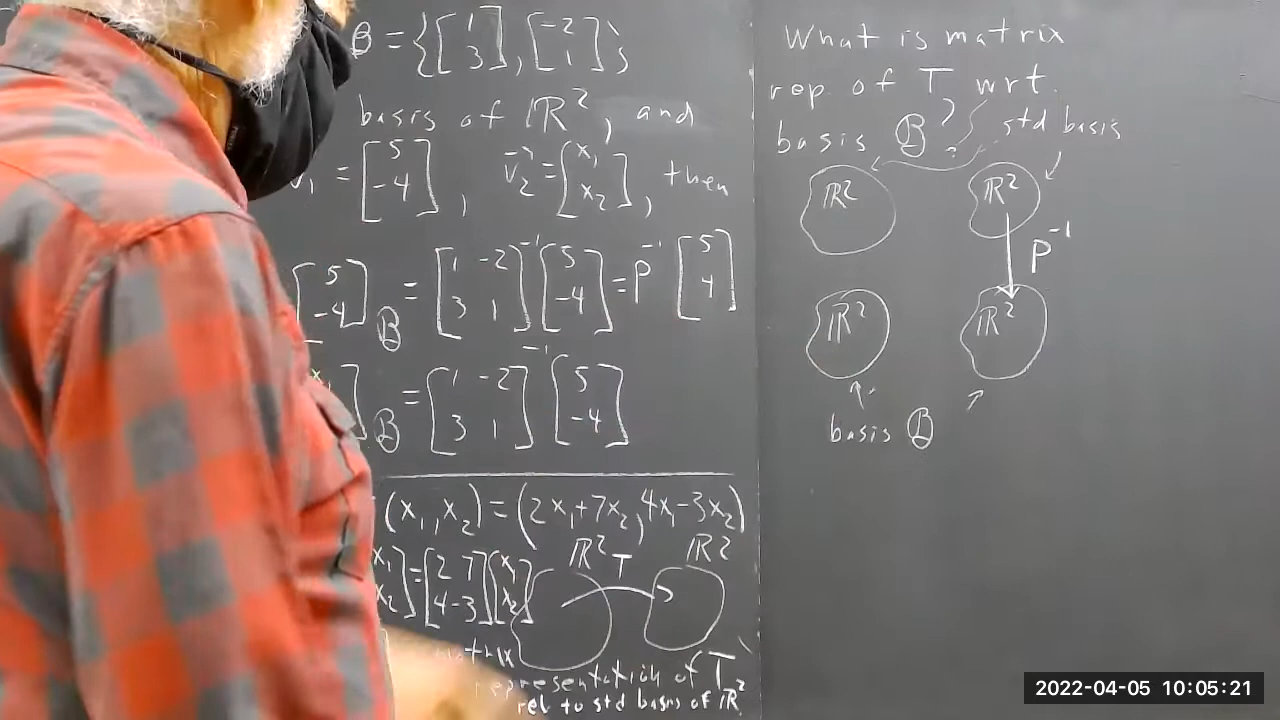 B = {[1 3], [-2 1]}
basis of ℝ², and
v₁ = [5 -4], v₂ = [x₁ x₂], then
[5 -4]B = [1 -2 3 1]⁻¹ [5 -4] = P⁻¹ [5 4]
B = [1 -2 3 1]⁻¹ [5 -4]
(x₁, x₂) = (2x₁+7x₂, 4x₁-3x₂)
x₁ x₂] = [2 7 4 -3][x₁ x₂]
ℝ² T ℝ²
representation of T
rel to std basis of ℝ²
What is matrix
rep. of T wrt.
basis B?
std basis
ℝ² ℝ²
P⁻¹
ℝ² ℝ²
basis B
2022-04-05 10:05:21